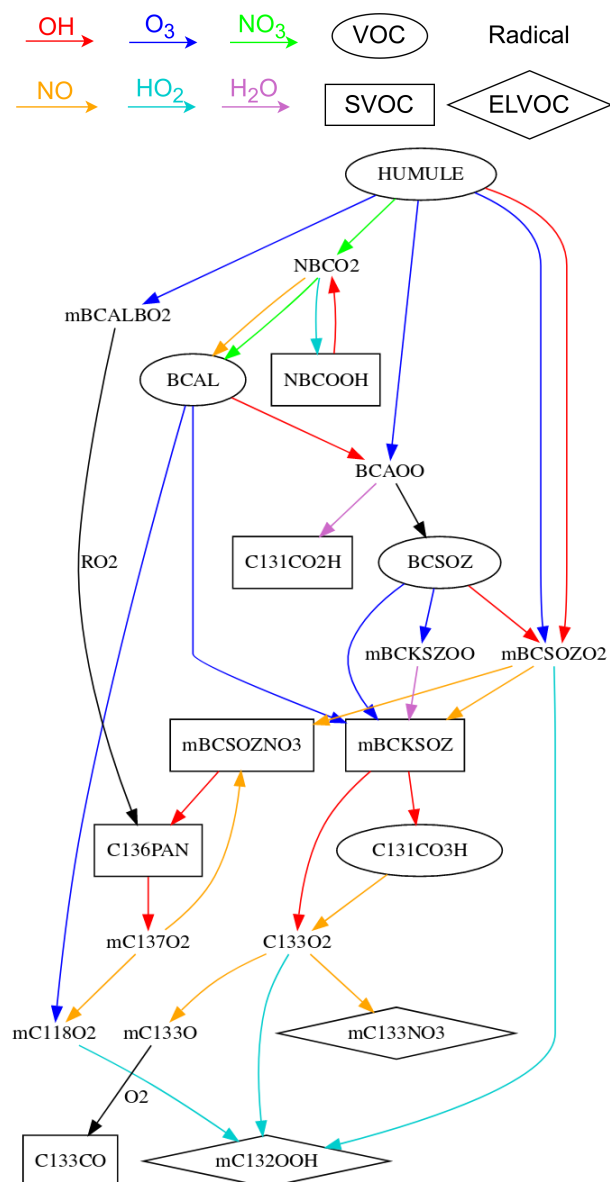 OH O₃ NO₃ VOC Radical
NO HO₂ H₂O SVOC ELVOC
HUMULE
NBCO2
mBCALBO2
BCAL NBCOOH
BCAOO
RO2 C131CO2H BCSOZ
mBCKSZOO mBCSOZO2
mBCSOZNO3 mBCKSOZ
C136PAN C131CO3H
mC137O2 C133O2
mC118O2 mC133O mC133NO3
O2
C133CO mC132OOH